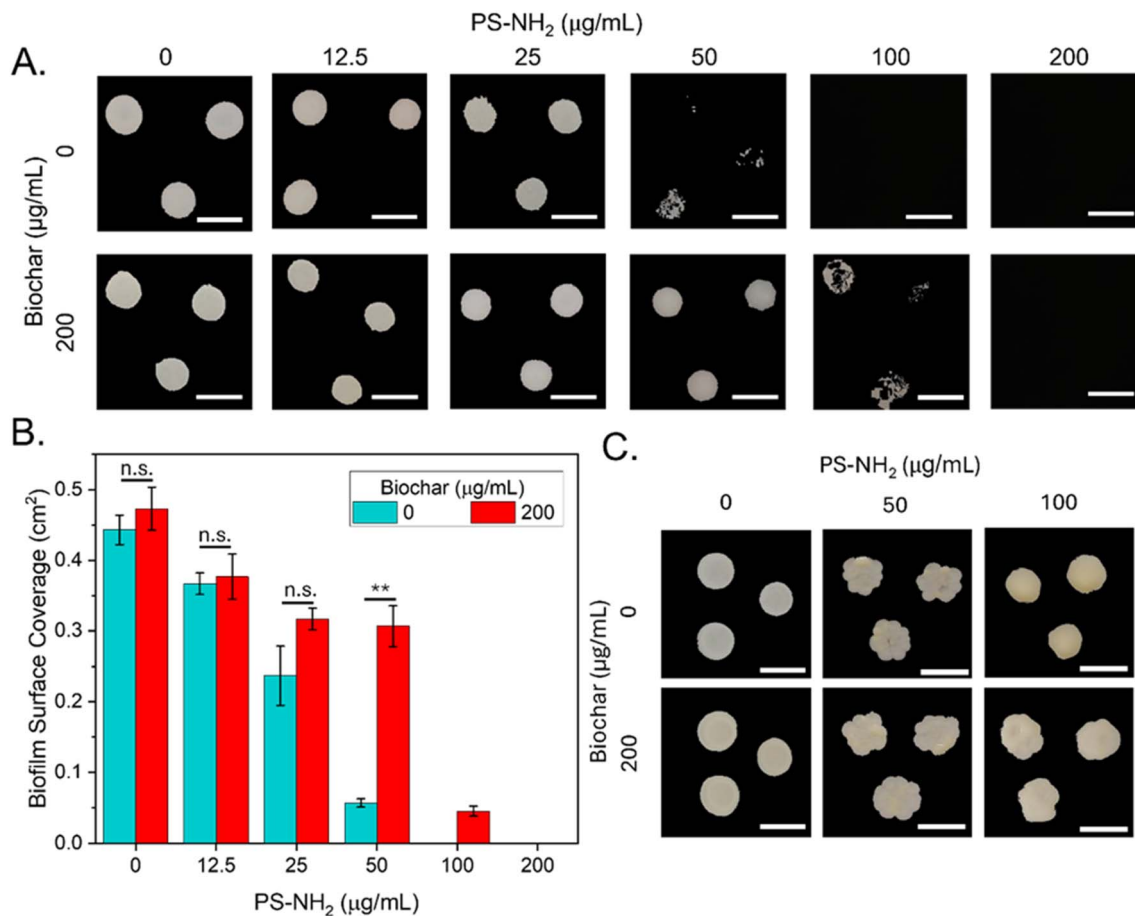 PS-NH₂ (μg/mL)
A.
0 12.5 25 50 100 200
Biochar (μg/mL)
0
200
B.
n.s. n.s. n.s. **
Biochar (μg/mL)
0 200
Biofilm Surface Coverage (cm²)
0.5
0.4
0.3
0.2
0.1
0.0
0 12.5 25 50 100 200
PS-NH₂ (μg/mL)
C.
PS-NH₂ (μg/mL)
0 50 100
Biochar (μg/mL)
0
200